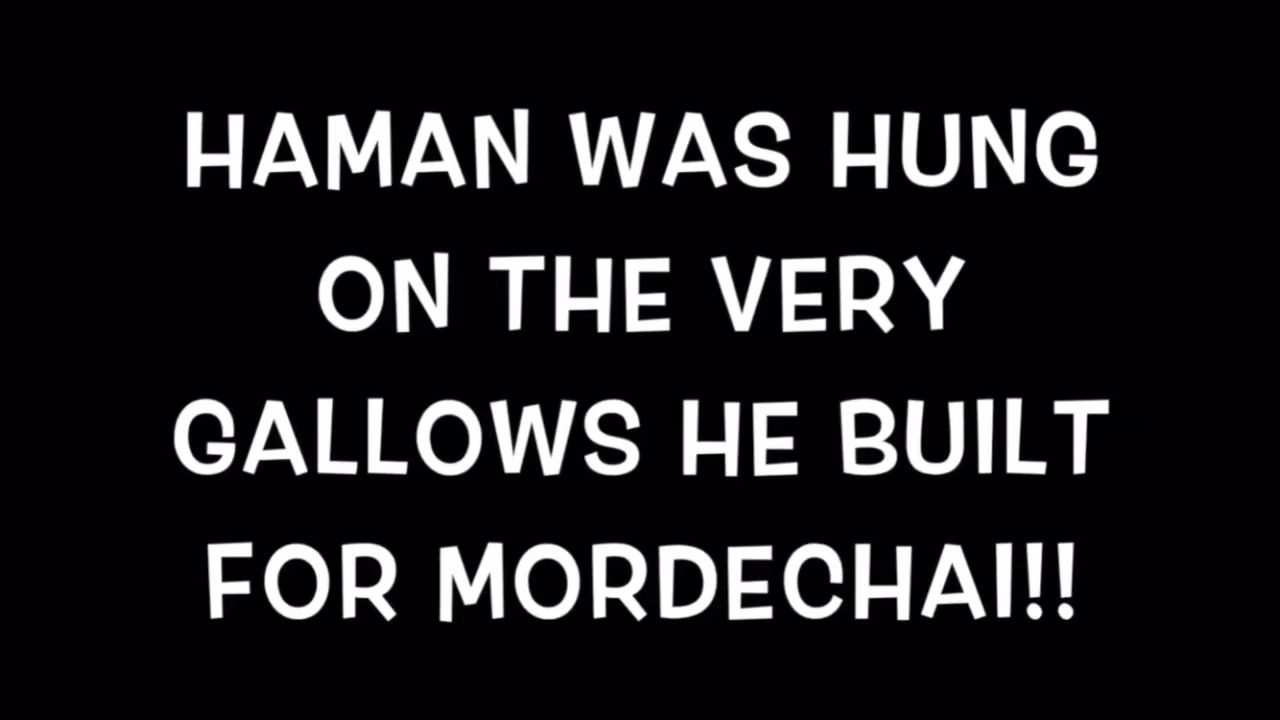 HAMAN WAS HUNG
ON THE VERY
GALLOWS HE BUILT
FOR MORDECHAI!!